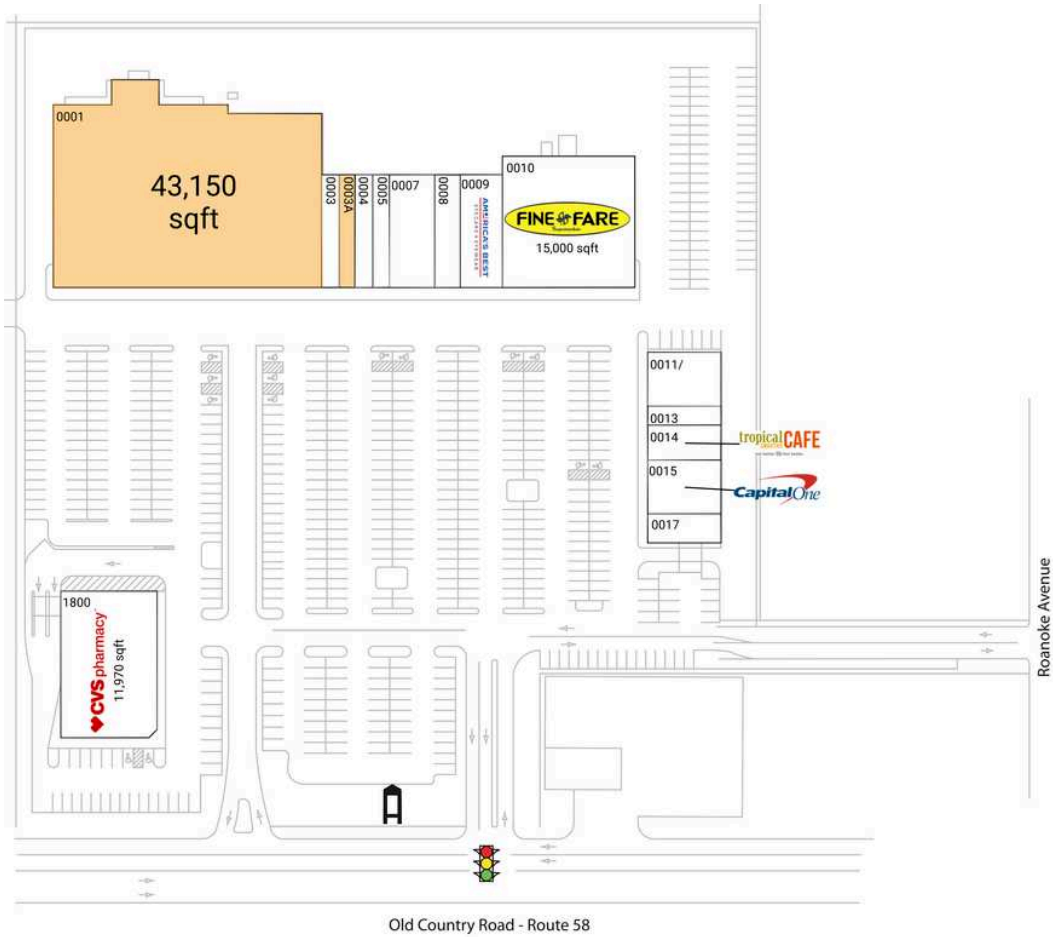 0001
43,150
sqft
0003
0003A
0004
0005
0007
0008
0009
AMERICA'S BEST
0010
FINE FARE
Supermarkets
15,000 sqft
0011/
0013
0014
tropical CAFE
0015
Capital One
0017
1800
CVS pharmacy
11,970 sqft
Roanoke Avenue
Old Country Road - Route 58